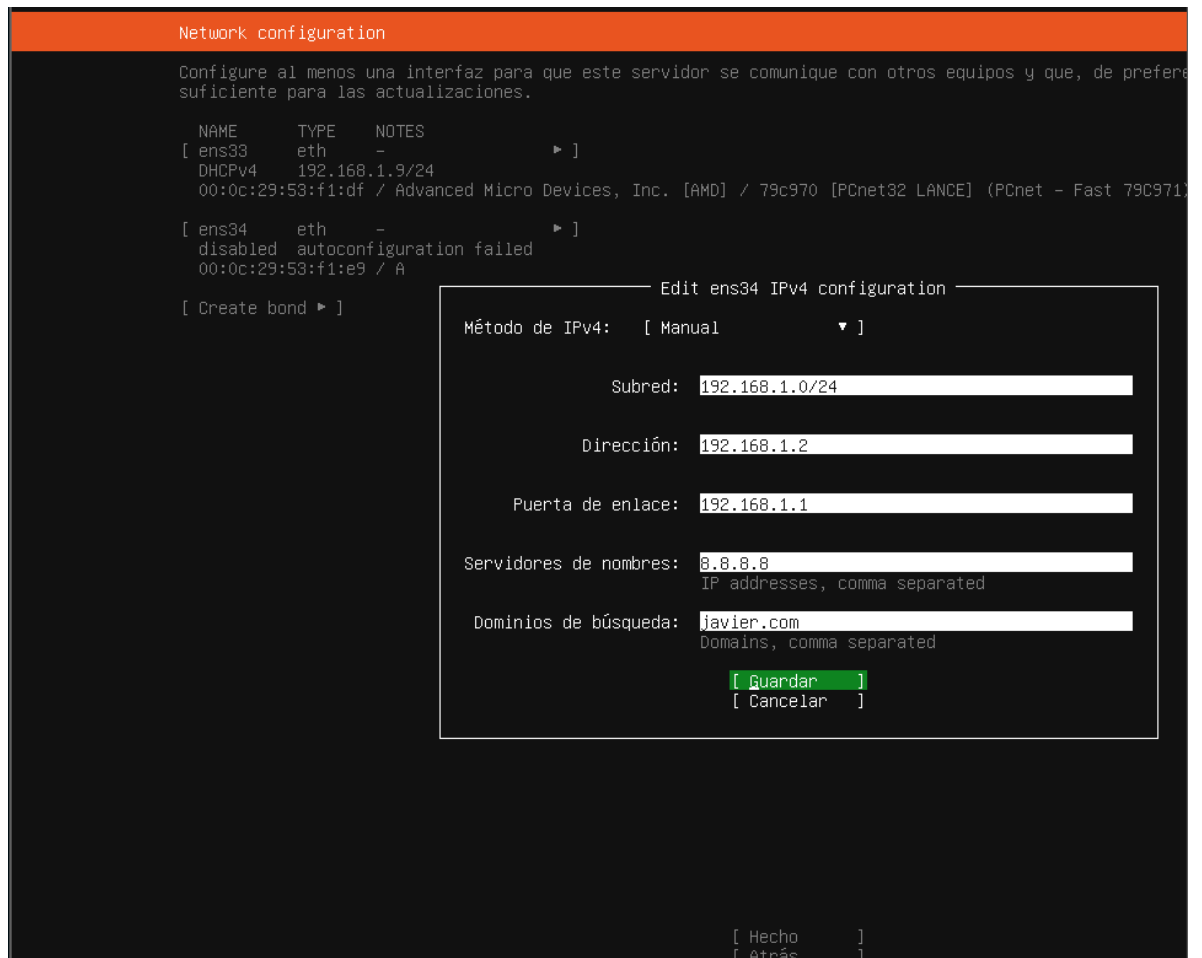 Network configuration
Configure al menos una interfaz para que este servidor se comunique con otros equipos y que, de prefere
suficiente para las actualizaciones.
NAME TYPE NOTES
[ ens33 eth - ▸ ]
DHCPv4 192.168.1.9/24
00:0c:29:53:f1:df / Advanced Micro Devices, Inc. [AMD] / 79c970 [PCnet32 LANCE] (PCnet - Fast 79C971)
[ ens34 eth - ▸ ]
disabled autoconfiguration failed
00:0c:29:53:f1:e9 / A
[ Create bond ▸ ]
Edit ens34 IPv4 configuration
Método de IPv4: [ Manual ▾ ]
Subred: 192.168.1.0/24
Dirección: 192.168.1.2
Puerta de enlace: 192.168.1.1
Servidores de nombres: 8.8.8.8
IP addresses, comma separated
Dominios de búsqueda: javier.com
Domains, comma separated
[ Guardar ]
[ Cancelar ]
[ Hecho ]
[ Atrás ]